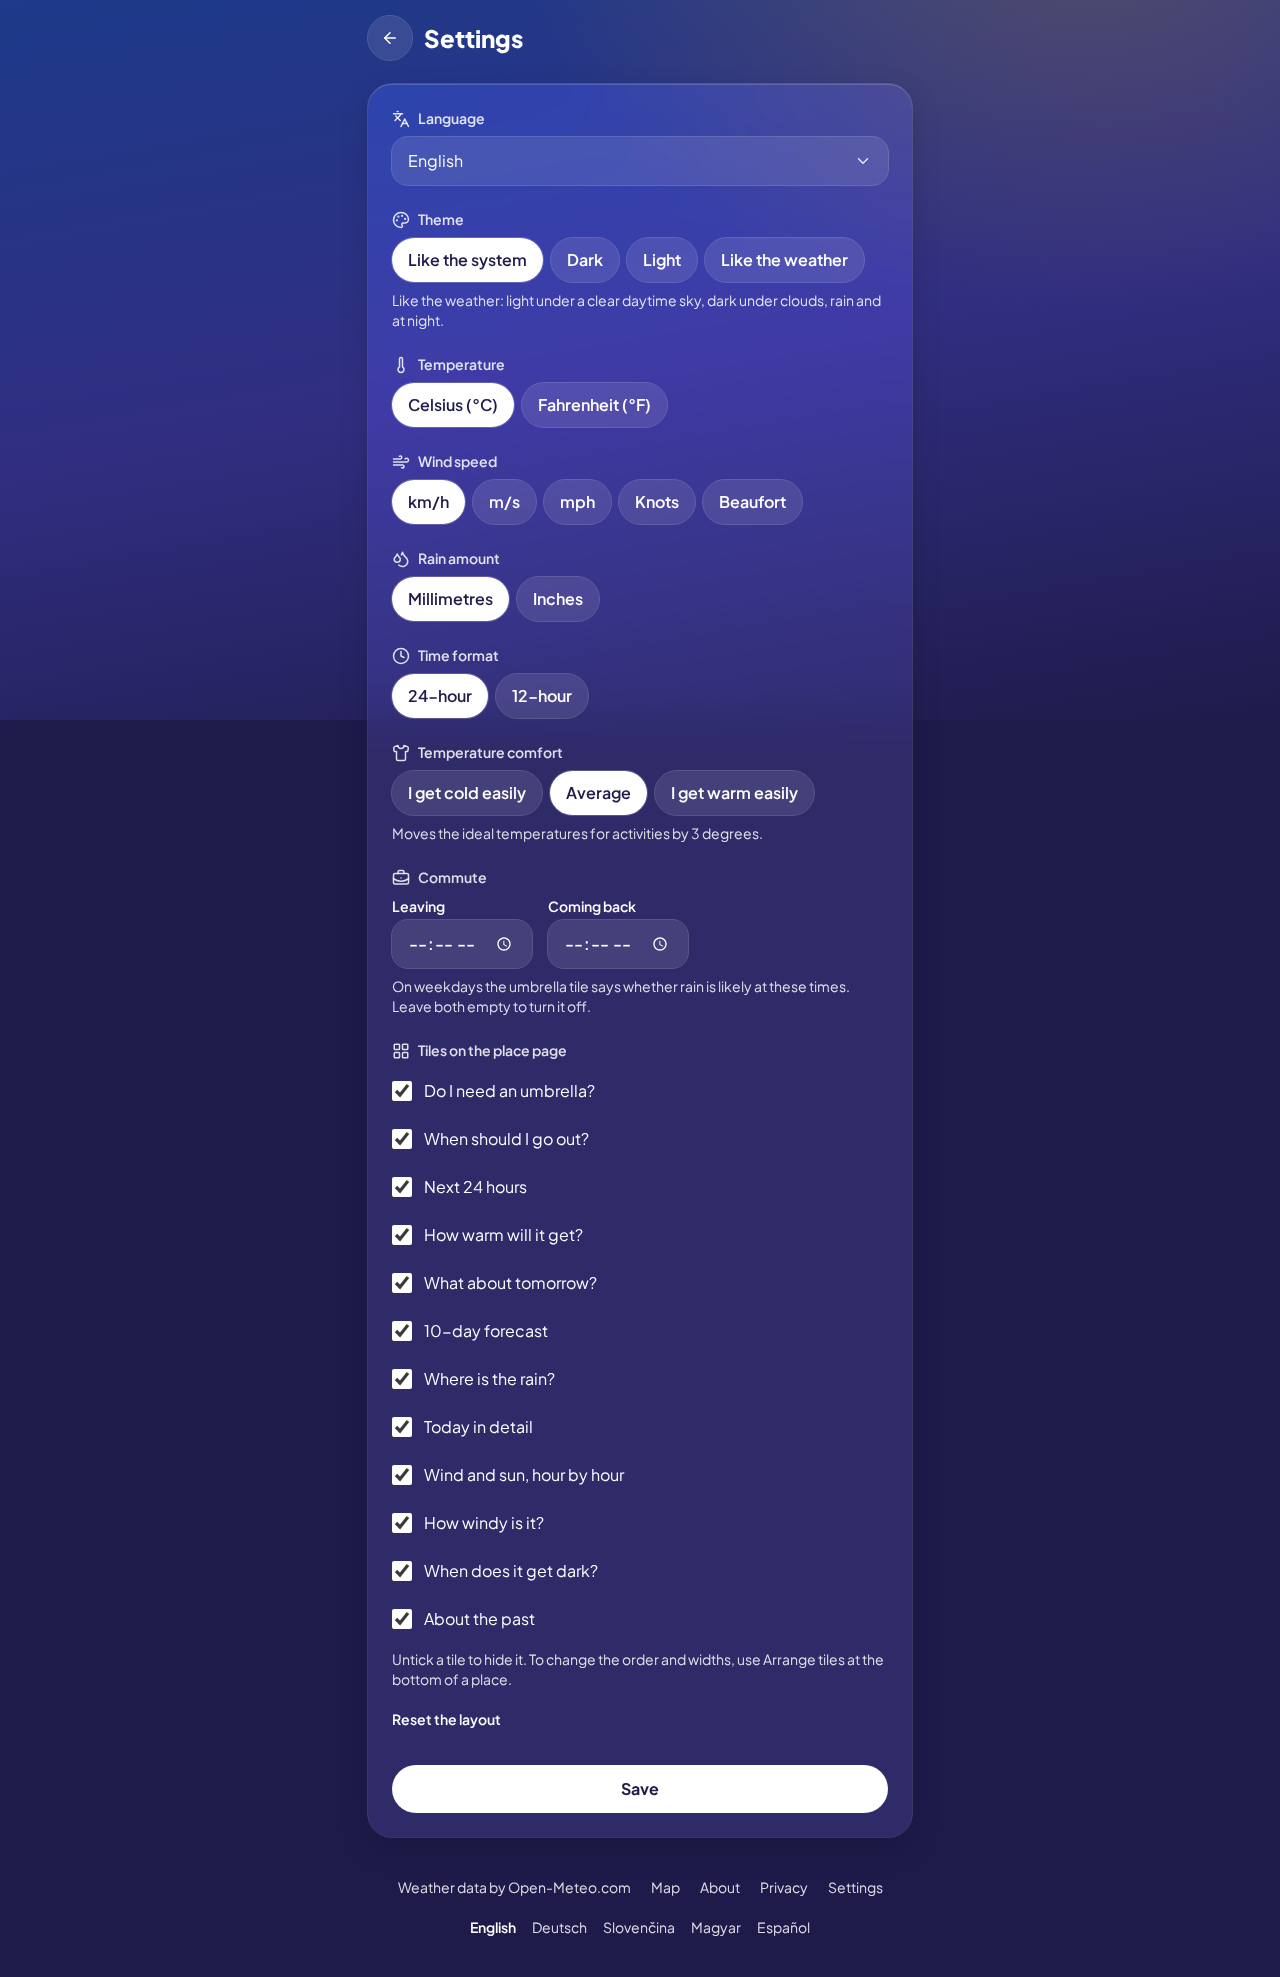 Settings
Language
English
Theme
Like the system
Dark
Light
Like the weather
Like the weather: light under a clear daytime sky, dark under clouds, rain and
at night.
Temperature
Celsius (°C)
Fahrenheit (°F)
Wind speed
km/h
m/s
mph
Knots
Beaufort
Rain amount
Millimetres
Inches
Time format
24-hour
12-hour
Temperature comfort
I get cold easily
Average
I get warm easily
Moves the ideal temperatures for activities by 3 degrees.
Commute
Leaving
Coming back
--:-- --
--:-- --
On weekdays the umbrella tile says whether rain is likely at these times.
Leave both empty to turn it off.
Tiles on the place page
Do I need an umbrella?
When should I go out?
Next 24 hours
How warm will it get?
What about tomorrow?
10-day forecast
Where is the rain?
Today in detail
Wind and sun, hour by hour
How windy is it?
When does it get dark?
About the past
Untick a tile to hide it. To change the order and widths, use Arrange tiles at the
bottom of a place.
Reset the layout
Save
Weather data by Open-Meteo.com Map About Privacy Settings
English Deutsch Slovenčina Magyar Español